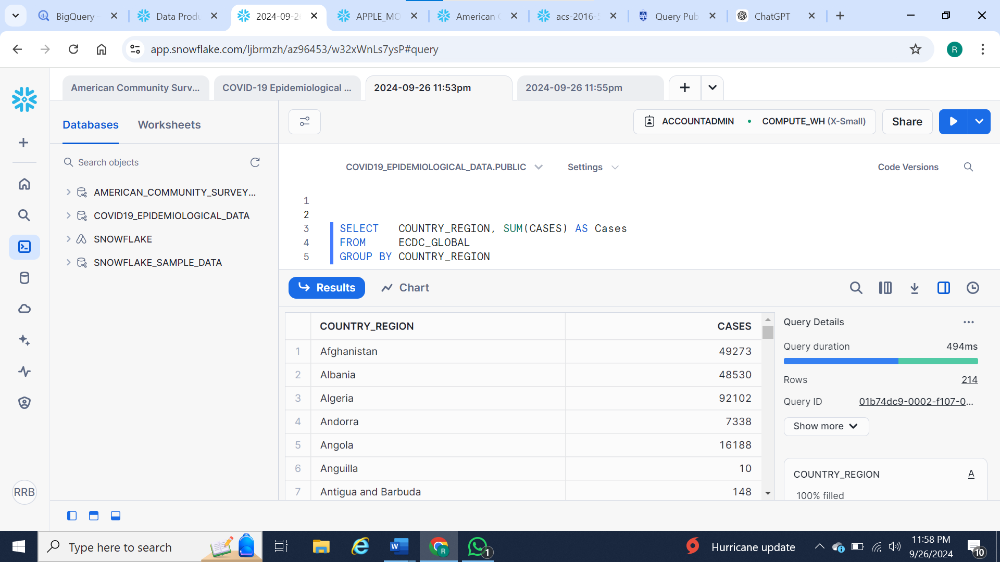 BigQuery -
Data Produ
2024-09-26
APPLE_MO
American C
acs-2016-5
Query Pub
ChatGPT
app.snowflake.com/ljbrmzh/az96453/w32xWnLs7ysP#query
R
American Community Surv...
COVID-19 Epidemiological ...
2024-09-26 11:53pm
2024-09-26 11:55pm
Databases
Worksheets
ACCOUNTADMIN
COMPUTE_WH (X-Small)
Share
Search objects
COVID19_EPIDEMIOLOGICAL_DATA.PUBLIC
Settings
Code Versions
AMERICAN_COMMUNITY_SURVEY...
COVID19_EPIDEMIOLOGICAL_DATA
SNOWFLAKE
SNOWFLAKE_SAMPLE_DATA
1
2
3 SELECT COUNTRY_REGION, SUM(CASES) AS Cases
4 FROM ECDC_GLOBAL
5 GROUP BY COUNTRY_REGION
Results
Chart
COUNTRY_REGION CASES
1 Afghanistan 49273
2 Albania 48530
3 Algeria 92102
4 Andorra 7338
5 Angola 16188
6 Anguilla 10
7 Antigua and Barbuda 148
Query Details
Query duration 494ms
Rows 214
Query ID 01b74dc9-0002-f107-0...
Show more
COUNTRY_REGION A
100% filled
RRB
Type here to search
W
R
1
Hurricane update
11:58 PM
9/26/2024
10